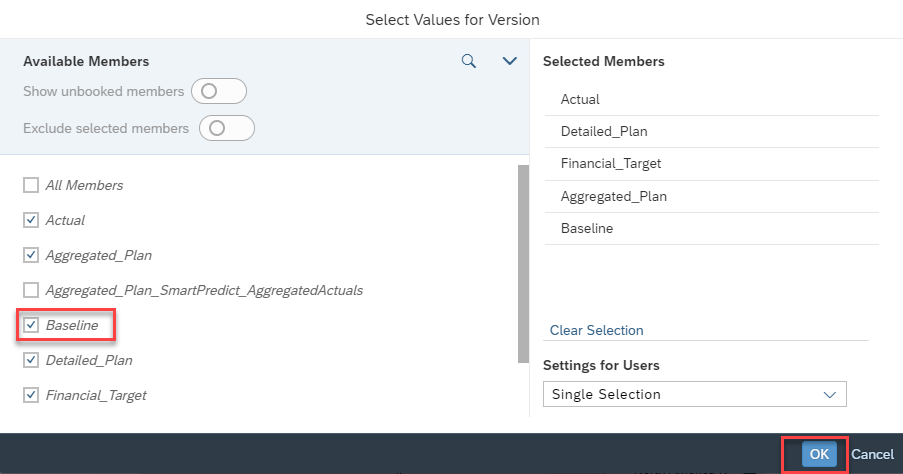 Select Values for Version
Available Members
Show unbooked members
Exclude selected members
All Members
Actual
Aggregated_Plan
Aggregated_Plan_SmartPredict_AggregatedActuals
Baseline
Detailed_Plan
Financial_Target
Selected Members
Actual
Detailed_Plan
Financial_Target
Aggregated_Plan
Baseline
Clear Selection
Settings for Users
Single Selection
OK Cancel